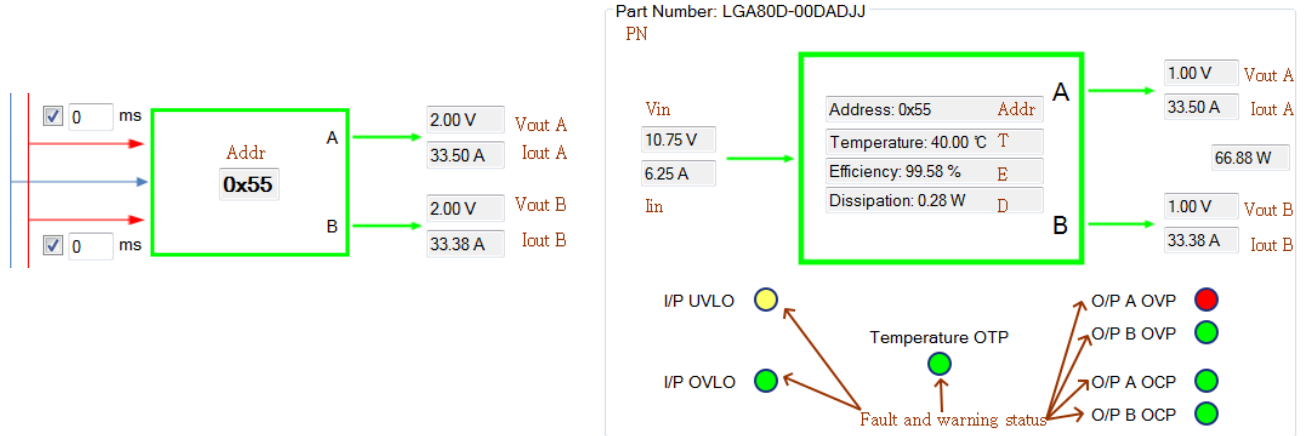 0 ms
Addr
0x55
A
B
0 ms
2.00 V Vout A
33.50 A Iout A
2.00 V Vout B
33.38 A Iout B
Part Number: LGA80D-00DADJJ
PN
Vin
10.75 V
6.25 A
Iin
Address: 0x55 Addr
Temperature: 40.00 ℃ T
Efficiency: 99.58 % E
Dissipation: 0.28 W D
A
B
1.00 V Vout A
33.50 A Iout A
66.88 W
1.00 V Vout B
33.38 A Iout B
I/P UVLO
I/P OVLO
Temperature OTP
O/P A OVP
O/P B OVP
O/P A OCP
O/P B OCP
Fault and warning status